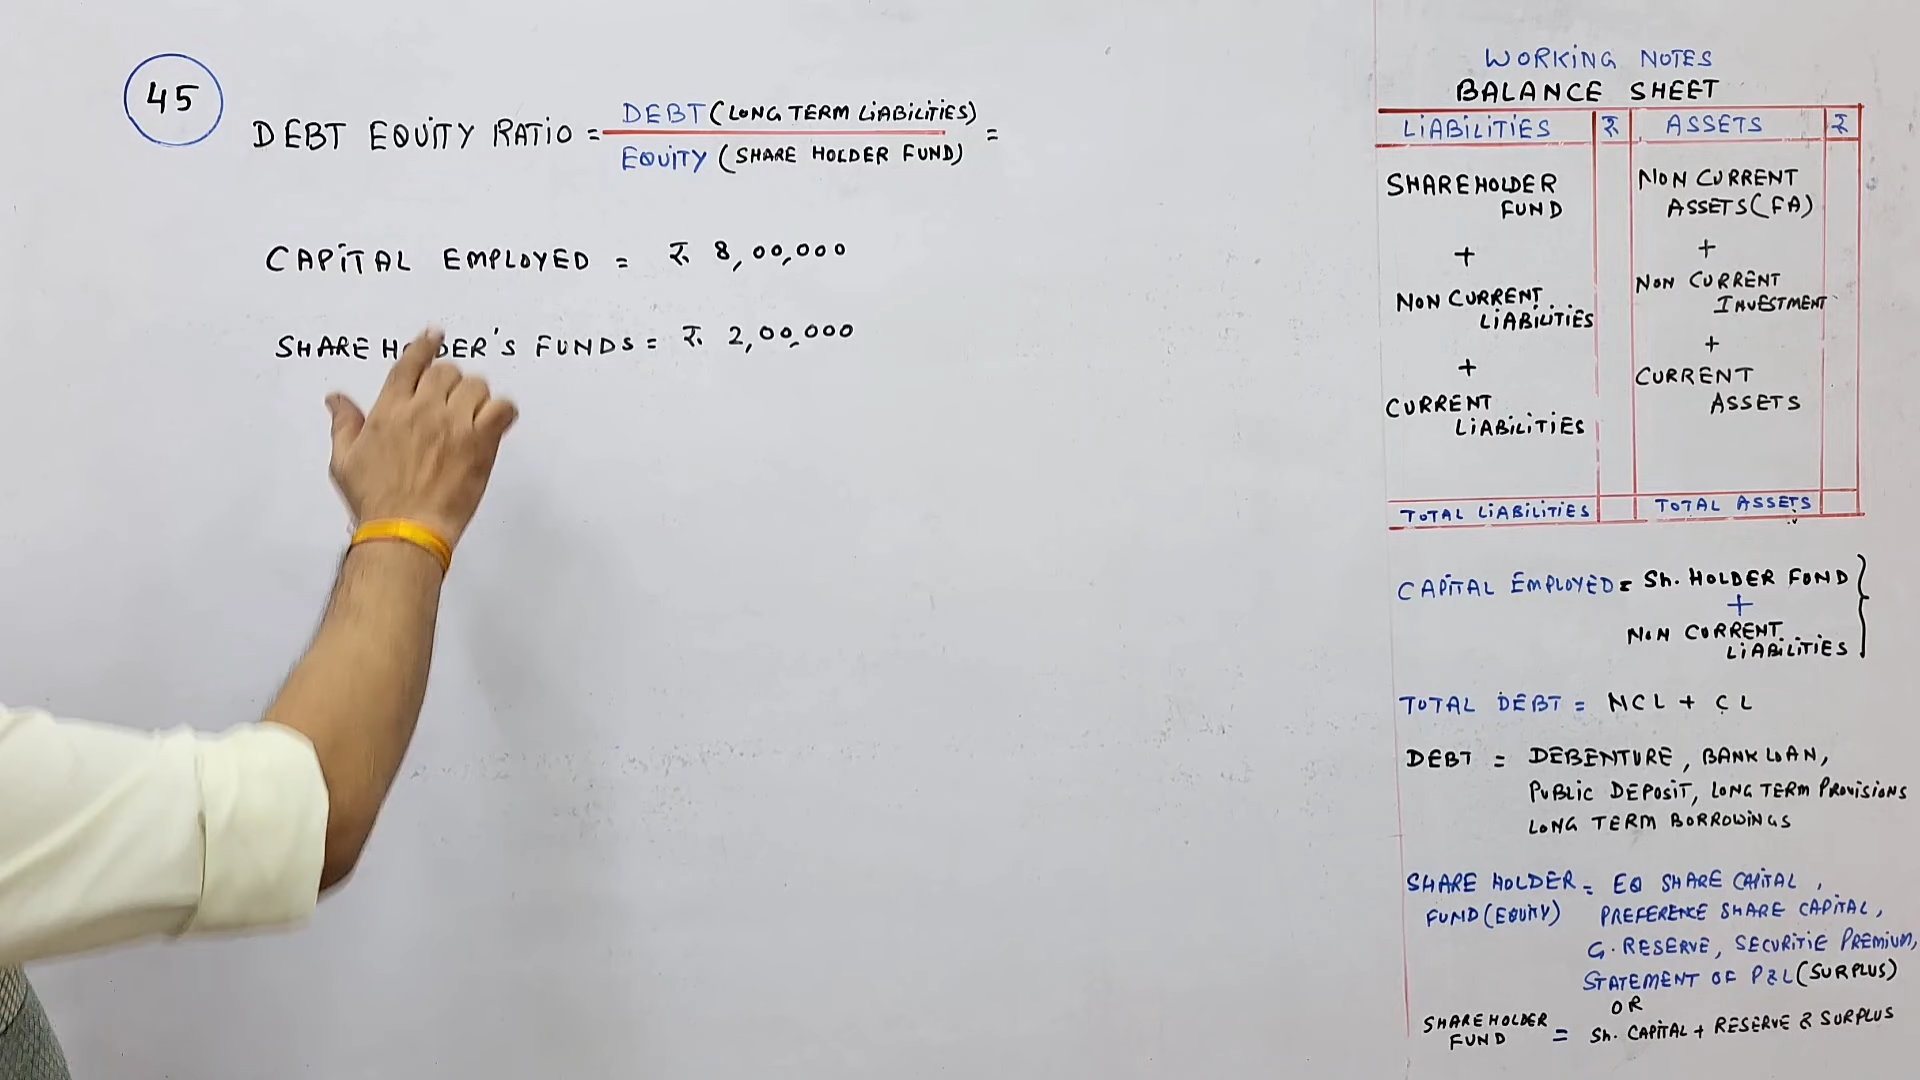 45
DEBT EQUITY RATIO = DEBT (LONG TERM LIABILITIES) =
EQUITY (SHARE HOLDER FUND)
CAPITAL EMPLOYED = ₹. 8,00,000
SHARE HOLDER'S FUNDS = ₹. 2,00,000
WORKING NOTES
BALANCE SHEET
LIABILITIES ₹ ASSETS ₹
SHAREHOLDER FUND
+
NON CURRENT LIABILITIES
+
CURRENT LIABILITIES
NON CURRENT ASSETS (FA)
+
NON CURRENT INVESTMENT
+
CURRENT ASSETS
TOTAL LIABILITIES TOTAL ASSETS
CAPITAL EMPLOYED = Sh. HOLDER FOND
+
NON CURRENT LIABILITIES
TOTAL DEBT = NCL + CL
DEBT = DEBENTURE, BANK LOAN,
PUBLIC DEPOSIT, LONG TERM PROVISIONS
LONG TERM BORROWINGS
SHARE HOLDER = EQ SHARE CAPITAL,
FUND (EQUITY) PREFERENCE SHARE CAPITAL,
G. RESERVE, SECURITIE PREMIUM,
STATEMENT OF P&L (SURPLUS)
OR
SHAREHOLDER FUND = Sh. CAPITAL + RESERVE & SURPLUS